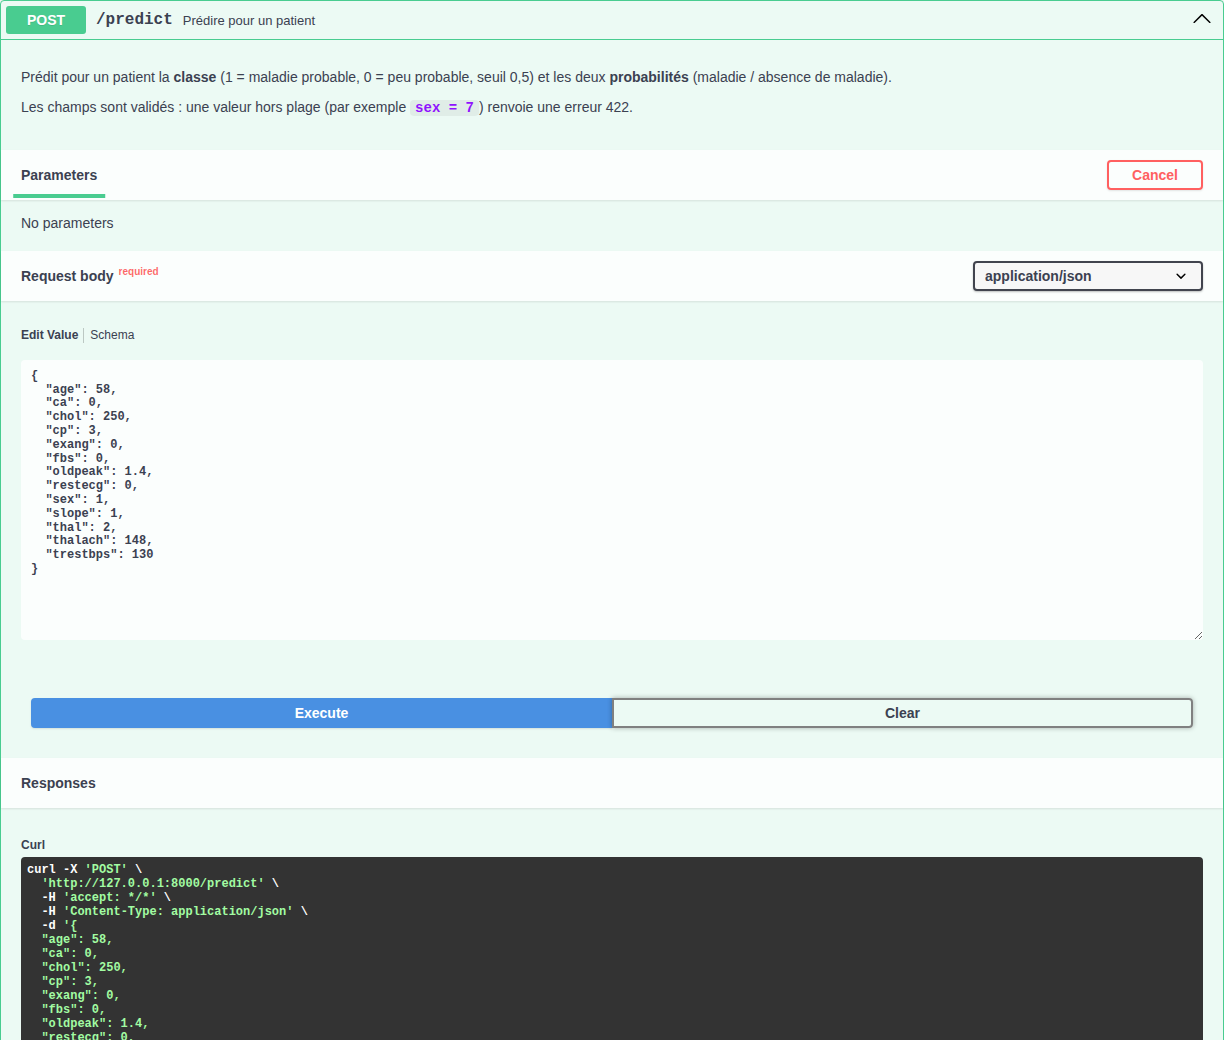 POST /predict Prédire pour un patient
Prédit pour un patient la classe (1 = maladie probable, 0 = peu probable, seuil 0,5) et les deux probabilités (maladie / absence de maladie).
Les champs sont validés : une valeur hors plage (par exemple sex = 7 ) renvoie une erreur 422.
Parameters
Cancel
No parameters
Request body required
application/json
Edit Value | Schema
{
  "age": 58,
  "ca": 0,
  "chol": 250,
  "cp": 3,
  "exang": 0,
  "fbs": 0,
  "oldpeak": 1.4,
  "restecg": 0,
  "sex": 1,
  "slope": 1,
  "thal": 2,
  "thalach": 148,
  "trestbps": 130
}
Execute
Clear
Responses
Curl
curl -X 'POST' \
  'http://127.0.0.1:8000/predict' \
  -H 'accept: */*' \
  -H 'Content-Type: application/json' \
  -d '{
  "age": 58,
  "ca": 0,
  "chol": 250,
  "cp": 3,
  "exang": 0,
  "fbs": 0,
  "oldpeak": 1.4,
  "restecg": 0,